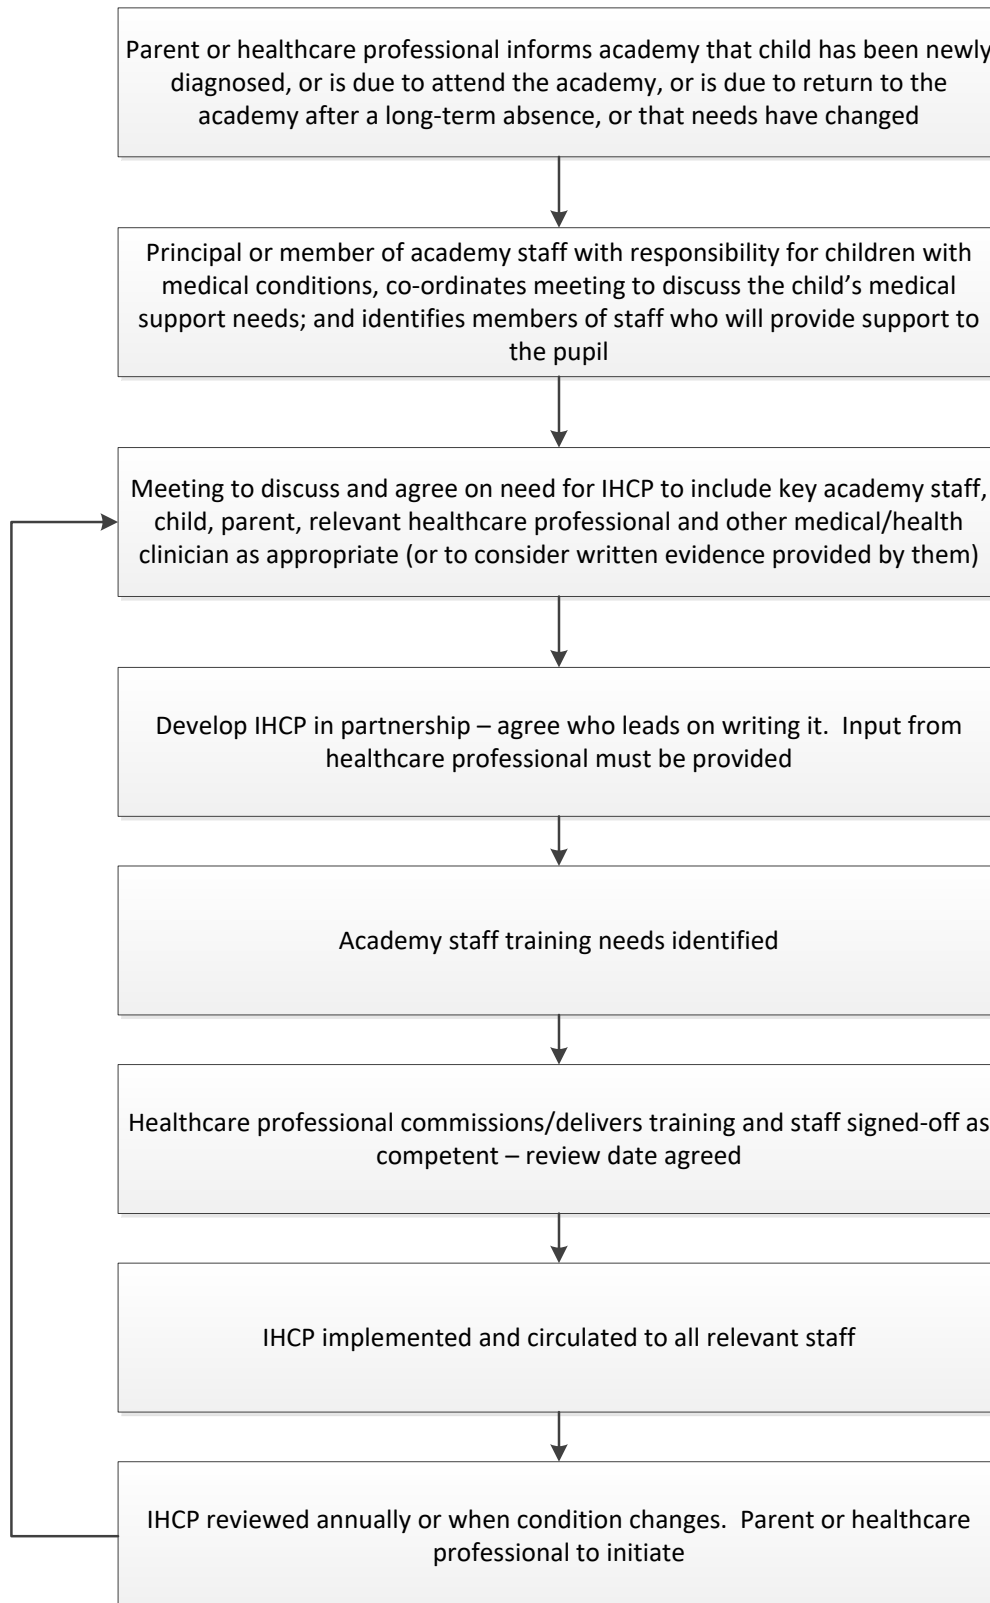 Parent or healthcare professional informs academy that child has been newly
diagnosed, or is due to attend the academy, or is due to return to the
academy after a long-term absence, or that needs have changed
Principal or member of academy staff with responsibility for children with
medical conditions, co-ordinates meeting to discuss the child’s medical
support needs; and identifies members of staff who will provide support to
the pupil
Meeting to discuss and agree on need for IHCP to include key academy staff,
child, parent, relevant healthcare professional and other medical/health
clinician as appropriate (or to consider written evidence provided by them)
Develop IHCP in partnership – agree who leads on writing it.  Input from
healthcare professional must be provided
Academy staff training needs identified
Healthcare professional commissions/delivers training and staff signed-off as
competent – review date agreed
IHCP implemented and circulated to all relevant staff
IHCP reviewed annually or when condition changes.  Parent or healthcare
professional to initiate